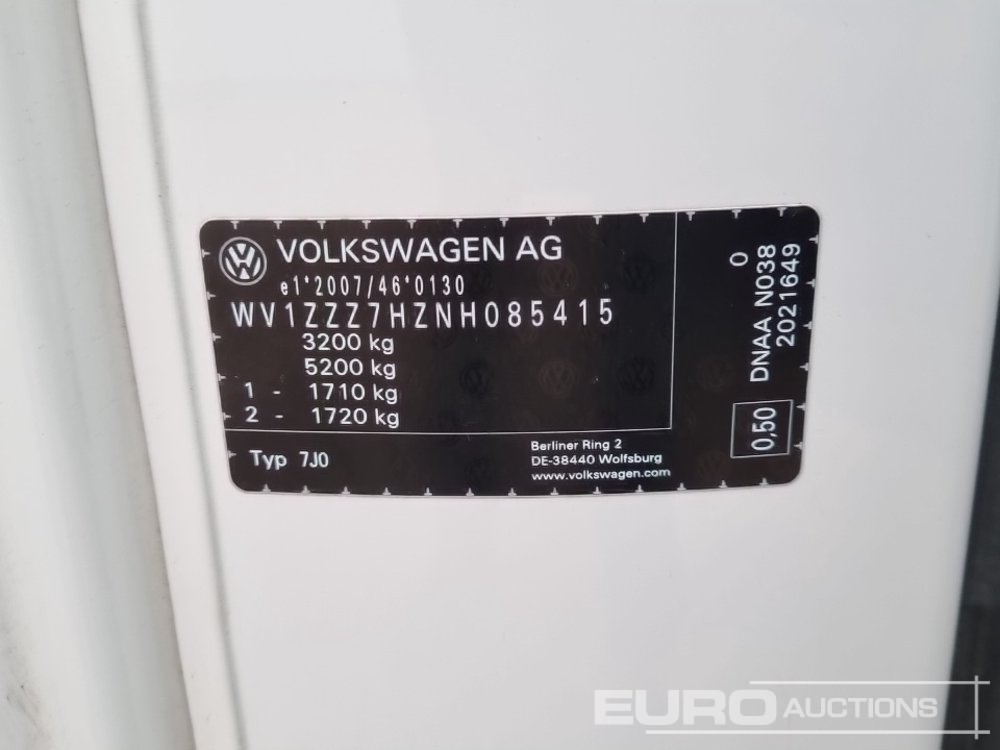 VOLKSWAGEN AG
e1*2007/46*0130
WV1ZZZ7HZNH085415
3200 kg
5200 kg
1 - 1710 kg
2 - 1720 kg
Typ 7J0
Berliner Ring 2
DE-38440 Wolfsburg
www.volkswagen.com
0
DNAA N038
2021649
0,50
EURO AUCTIONS